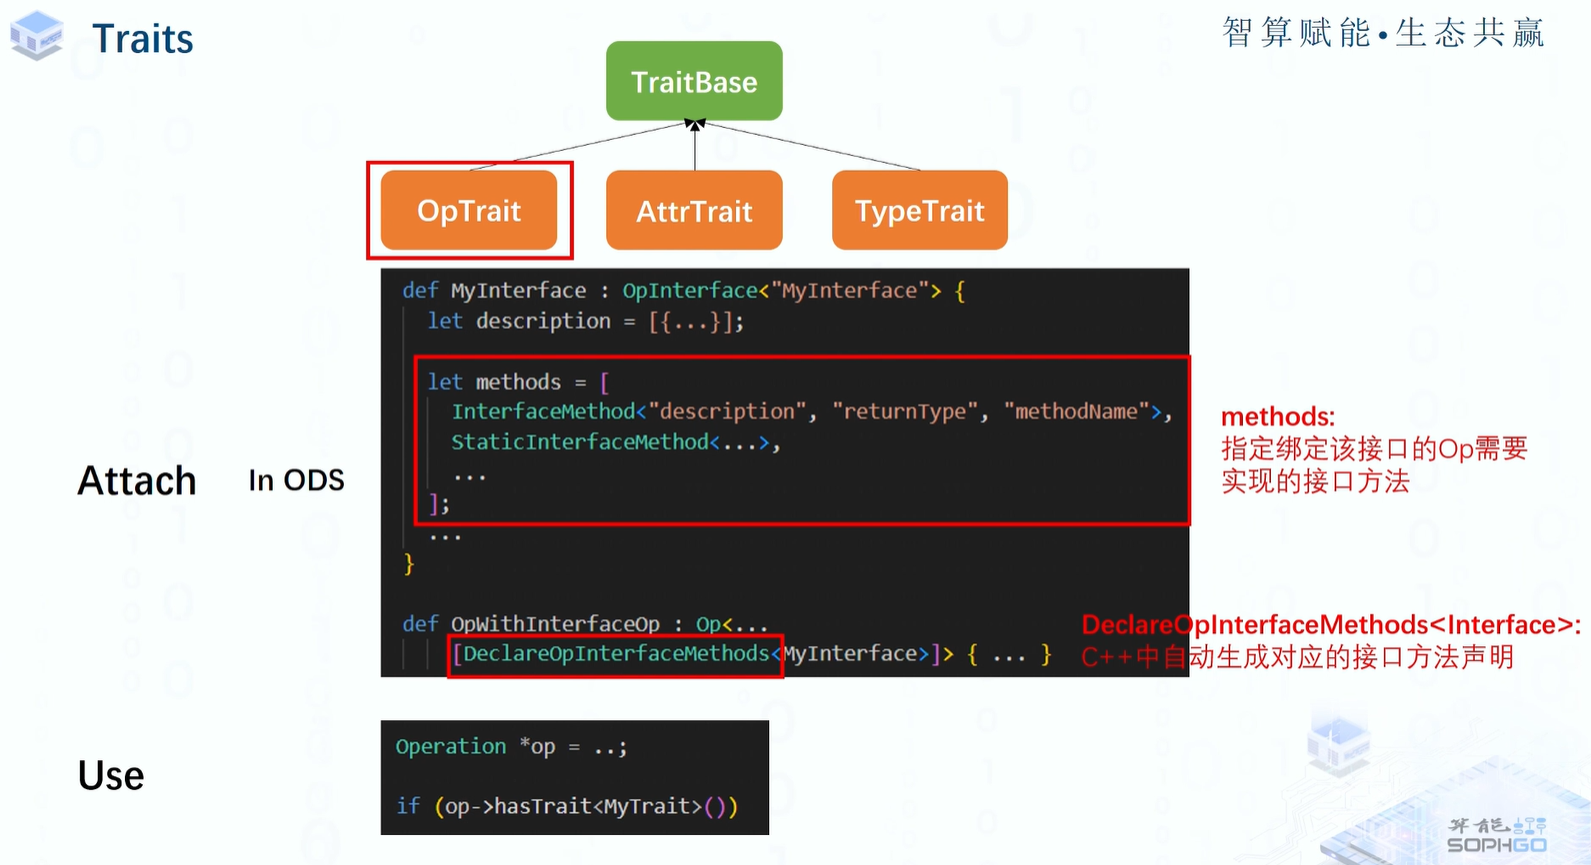 Traits
智算赋能•生态共赢
TraitBase
OpTrait
AttrTrait
TypeTrait
def MyInterface : OpInterface<"MyInterface"> {
let description = [{...}];
let methods = [
InterfaceMethod<"description", "returnType", "methodName">,
StaticInterfaceMethod<...>,
...
];
...
}
methods:
指定绑定该接口的Op需要
实现的接口方法
Attach
In ODS
def OpWithInterfaceOp : Op<...
[DeclareOpInterfaceMethods<MyInterface>]> { ... }
DeclareOpInterfaceMethods<Interface>:
C++中自动生成对应的接口方法声明
Use
Operation *op = ..;
if (op->hasTrait<MyTrait>())
算能
SOPHGO